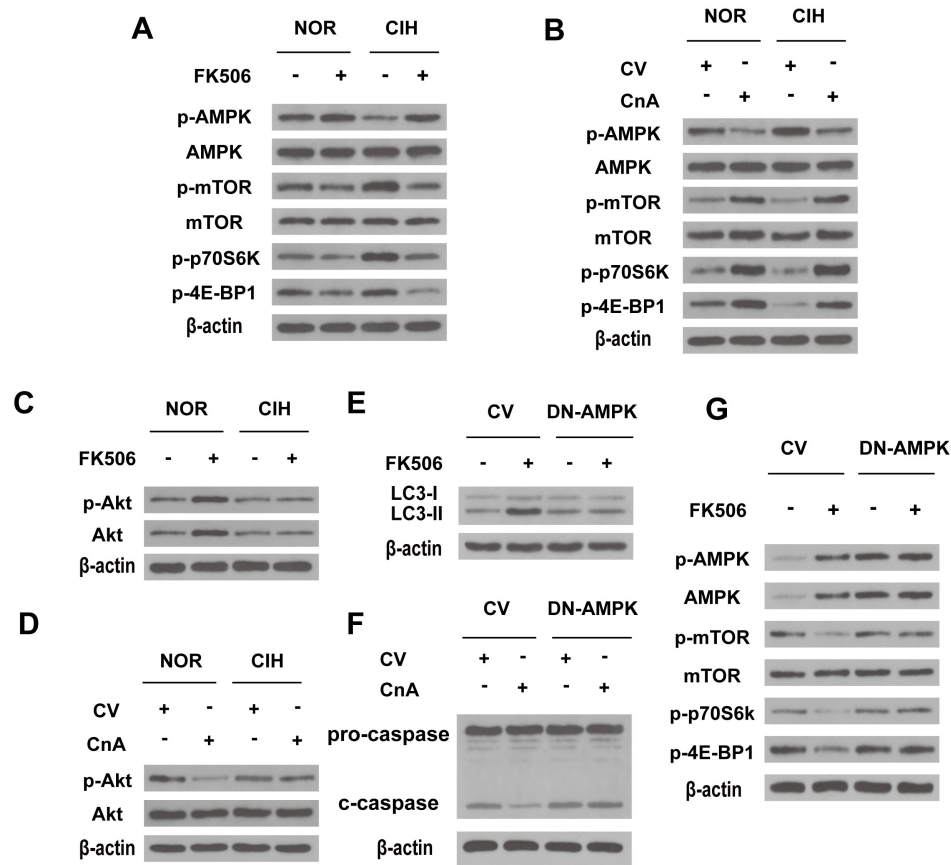 A
NOR CIH
FK506 - + - +
p-AMPK
AMPK
p-mTOR
mTOR
p-p70S6K
p-4E-BP1
β-actin
B
NOR CIH
CV + - + -
CnA - + - +
p-AMPK
AMPK
p-mTOR
mTOR
p-p70S6K
p-4E-BP1
β-actin
C
NOR CIH
FK506 - + - +
p-Akt
Akt
β-actin
D
NOR CIH
CV + - + -
CnA - + - +
p-Akt
Akt
β-actin
E
CV DN-AMPK
FK506 - + - +
LC3-I
LC3-II
β-actin
F
CV DN-AMPK
CV + - + -
CnA - + - +
pro-caspase
c-caspase
β-actin
G
CV DN-AMPK
FK506 - + - +
p-AMPK
AMPK
p-mTOR
mTOR
p-p70S6k
p-4E-BP1
β-actin